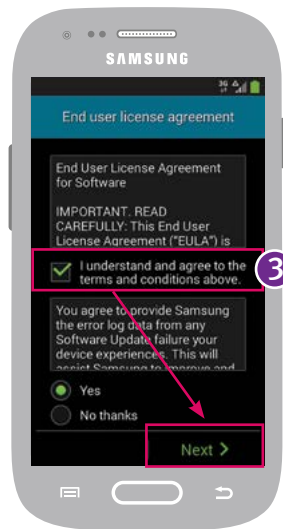 SAMSUNG
3G
End user license agreement
End User License Agreement
for Software
IMPORTANT. READ
CAREFULLY: This End User
License Agreement ("EULA") is
I understand and agree to the
terms and conditions above.
3
You agree to provide Samsung
the error log data from any
Software Update failure your
device experiences. This will
assist Samsung to improve and
Yes
No thanks
Next >